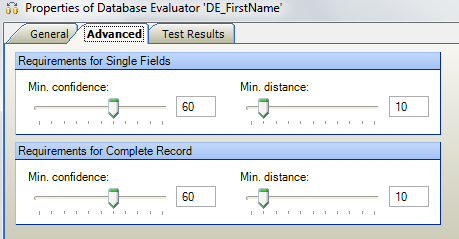 Properties of Database Evaluator 'DE_FirstName'
General Advanced Test Results
Requirements for Single Fields
Min. confidence: Min. distance:
60 10
Requirements for Complete Record
Min. confidence: Min. distance:
60 10